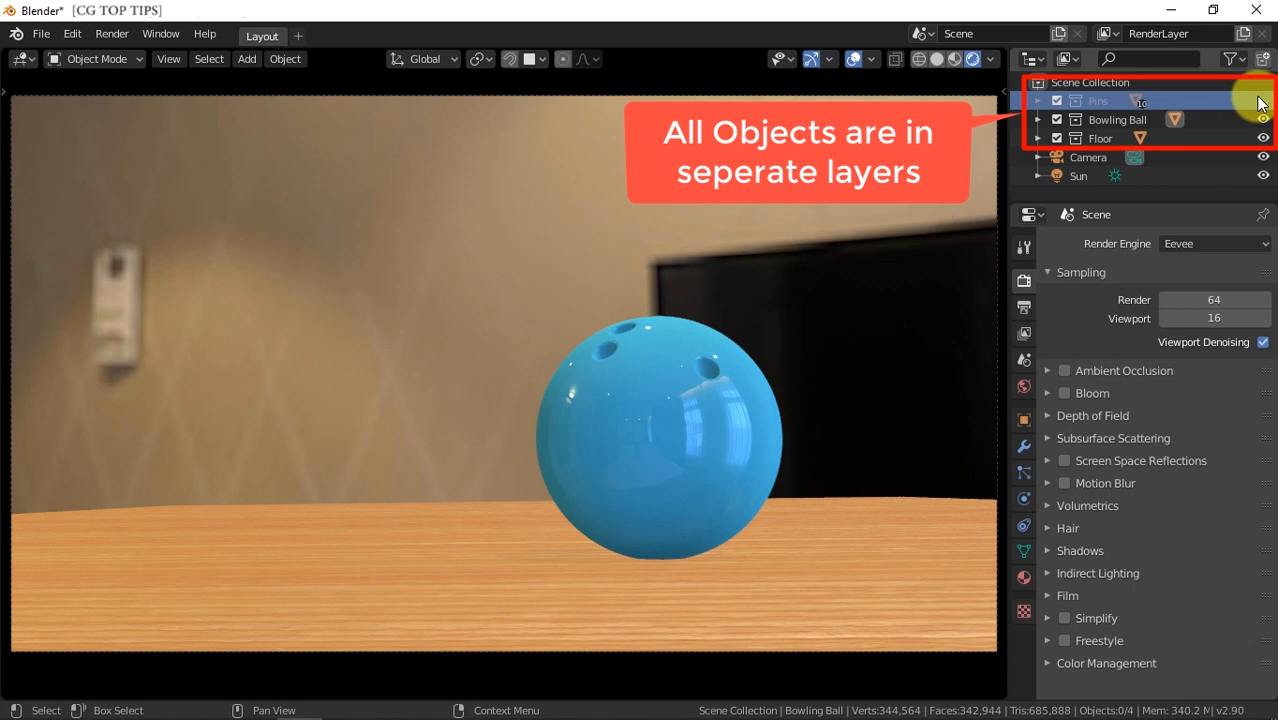 Blender* [CG TOP TIPS]
File Edit Render Window Help Layout + Scene RenderLayer
Object Mode View Select Add Object Global
Scene Collection
Pins 10
Bowling Ball
Floor
Camera
Sun
All Objects are in
seperate layers
Scene
Render Engine Eevee
Sampling
Render 64
Viewport 16
Viewport Denoising
Ambient Occlusion
Bloom
Depth of Field
Subsurface Scattering
Screen Space Reflections
Motion Blur
Volumetrics
Hair
Shadows
Indirect Lighting
Film
Simplify
Freestyle
Color Management
Select Box Select Pan View Context Menu Scene Collection | Bowling Ball | Verts:344,564 | Faces:342,944 | Tris:685,888 | Objects:0/4 | Mem: 340.2 M| v2.90